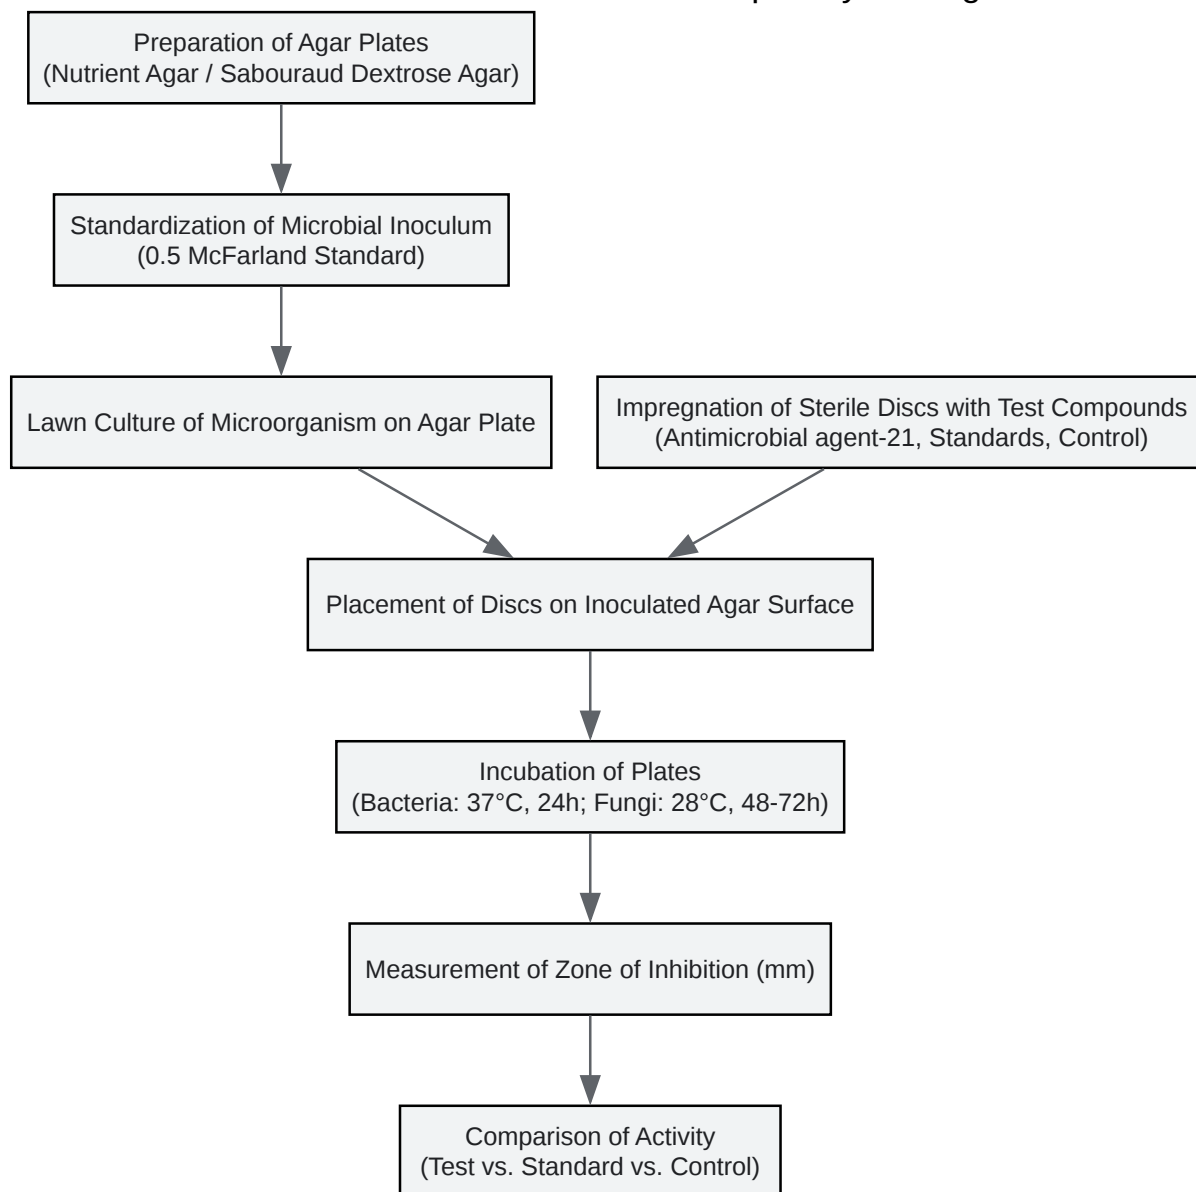 Preparation of Agar Plates
(Nutrient Agar / Sabouraud Dextrose Agar)
Standardization of Microbial Inoculum
(0.5 McFarland Standard)
Lawn Culture of Microorganism on Agar Plate
Impregnation of Sterile Discs with Test Compounds
(Antimicrobial agent-21, Standards, Control)
Placement of Discs on Inoculated Agar Surface
Incubation of Plates
(Bacteria: 37°C, 24h; Fungi: 28°C, 48-72h)
Measurement of Zone of Inhibition (mm)
Comparison of Activity
(Test vs. Standard vs. Control)